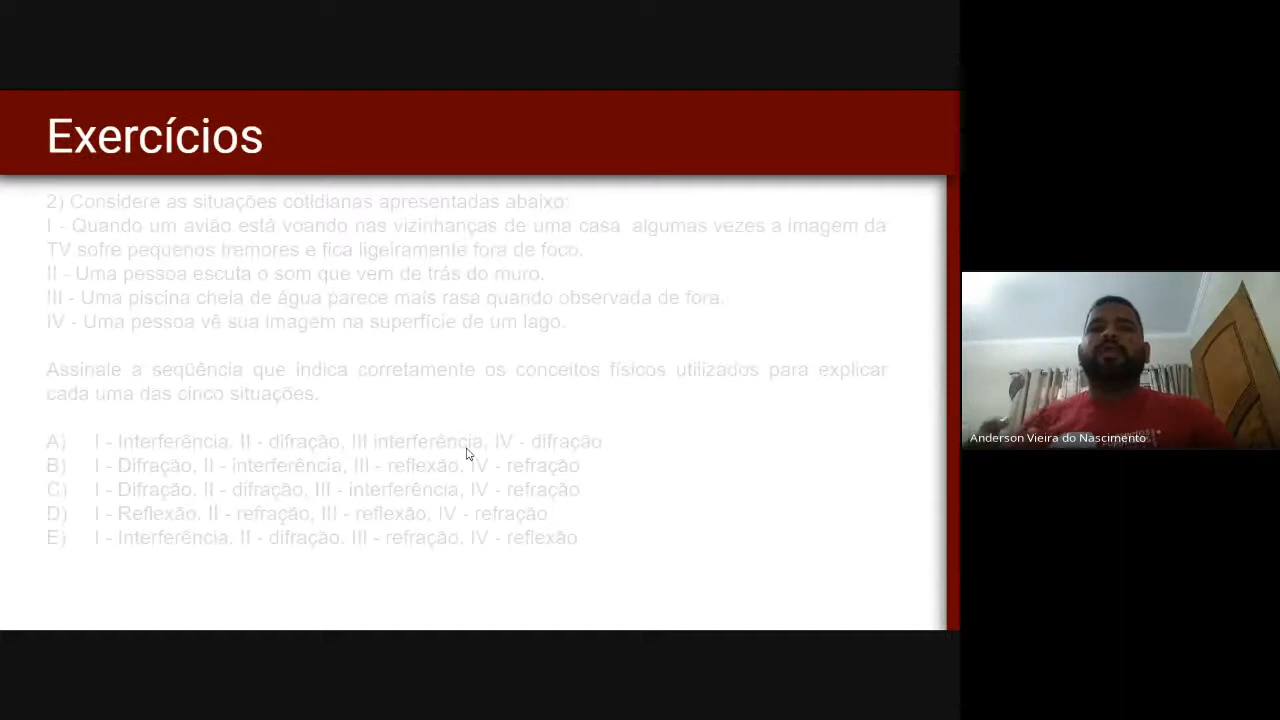 Exercícios
2) Considere as situações cotidianas apresentadas abaixo:
I - Quando um avião está voando nas vizinhanças de uma casa algumas vezes a imagem da
TV sofre pequenos tremores e fica ligeiramente fora de foco.
II - Uma pessoa escuta o som que vem de trás do muro.
III - Uma piscina cheia de água parece mais rasa quando observada de fora.
IV - Uma pessoa vê sua imagem na superfície de um lago.
Assinale a seqüência que indica corretamente os conceitos físicos utilizados para explicar
cada uma das cinco situações.
A) I - Interferência. II - difração, III interferência, IV - difração
B) I - Difração, II - interferência, III - reflexão. IV - refração
C) I - Difração. II - difração, III - interferência, IV - refração
D) I - Reflexão. II - refração, III - reflexão. IV - refração
E) I - Interferência. II - difração. III - refração. IV - reflexão
Anderson Vieira do Nascimento